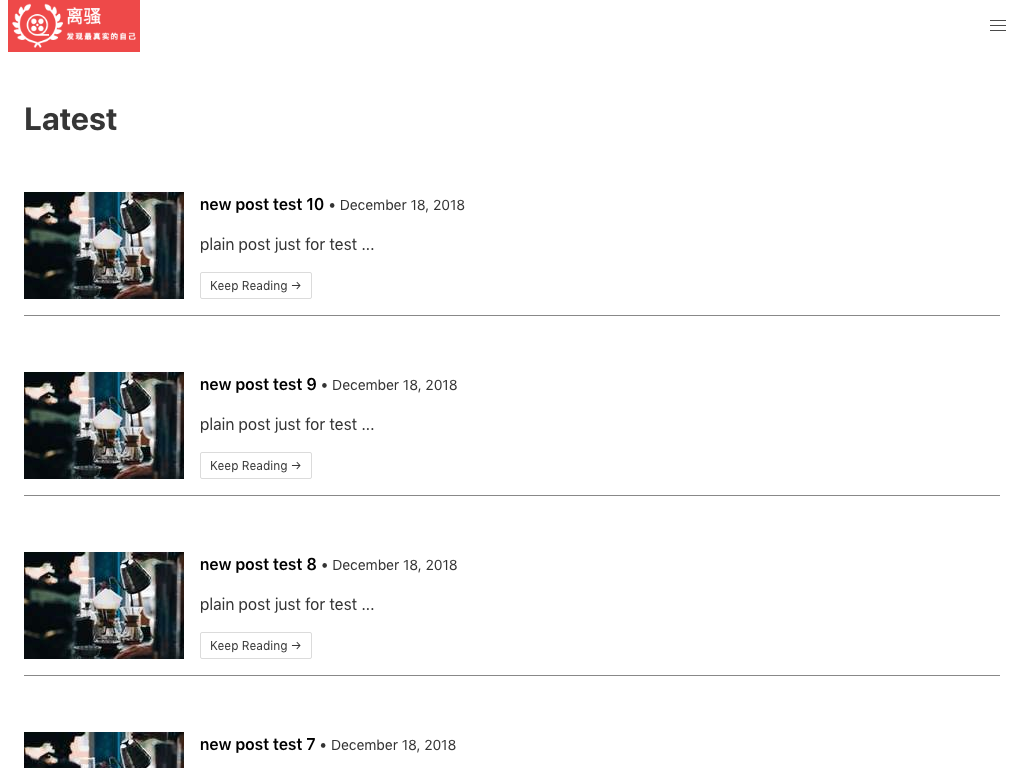 离骚
发现最真实的自己
Latest
new post test 10 • December 18, 2018
plain post just for test ...
Keep Reading →
new post test 9 • December 18, 2018
plain post just for test ...
Keep Reading →
new post test 8 • December 18, 2018
plain post just for test ...
Keep Reading →
new post test 7 • December 18, 2018